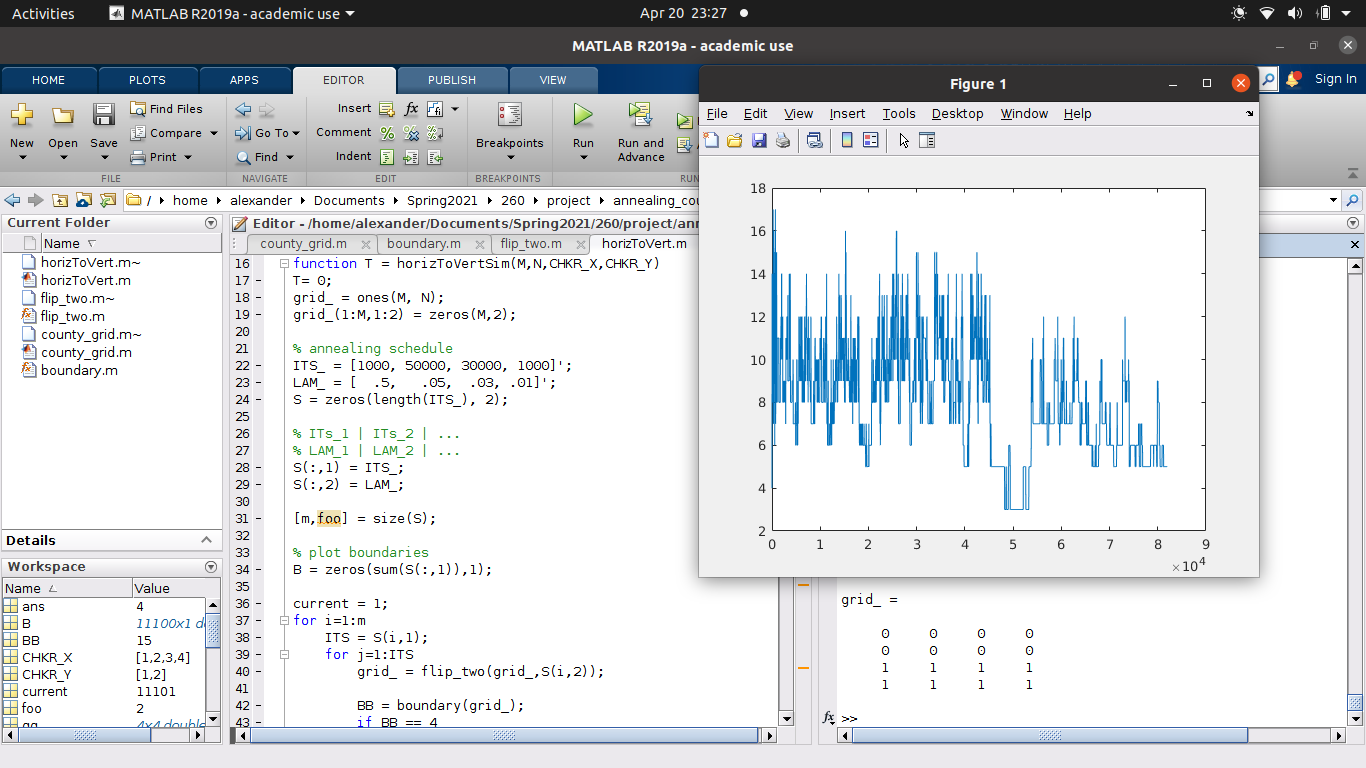 Activities
MATLAB R2019a - academic use
Apr 20 23:27
MATLAB R2019a - academic use
HOME PLOTS APPS EDITOR PUBLISH VIEW
Sign In
Find Files
Insert fx
New Open Save Compare Go To Comment Breakpoints Run Run and Advance
Print Find Indent
FILE NAVIGATE EDIT BREAKPOINTS RUN
/ home alexander Documents Spring2021 260 project annealing_cou
Current Folder
Name
horizToVert.m~
horizToVert.m
flip_two.m~
flip_two.m
county_grid.m~
county_grid.m
boundary.m
Details
Workspace
Name Value
ans 4
B 11100x1 do
BB 15
CHKR_X [1,2,3,4]
CHKR_Y [1,2]
current 11101
foo 2
gg 4x4 double
Editor - /home/alexander/Documents/Spring2021/260/project/ann
county_grid.m boundary.m flip_two.m horizToVert.m
16 function T = horizToVertSim(M,N,CHKR_X,CHKR_Y)
17 - T= 0;
18 - grid_ = ones(M, N);
19 - grid_(1:M,1:2) = zeros(M,2);
20
21 % annealing schedule
22 - ITS_ = [1000, 50000, 30000, 1000]';
23 - LAM_ = [ .5, .05, .03, .01]';
24 - S = zeros(length(ITS_), 2);
25
26 % ITs_1 | ITs_2 | ...
27 % LAM_1 | LAM_2 | ...
28 - S(:,1) = ITS_;
29 - S(:,2) = LAM_;
30
31 - [m,foo] = size(S);
32
33 % plot boundaries
34 - B = zeros(sum(S(:,1)),1);
35
36 - current = 1;
37 - for i=1:m
38 - ITS = S(i,1);
39 - for j=1:ITS
40 - grid_ = flip_two(grid_,S(i,2));
41
42 - BB = boundary(grid_);
43 - if BB == 4
Figure 1
File Edit View Insert Tools Desktop Window Help
18
16
14
12
10
8
6
4
2
0 1 2 3 4 5 6 7 8 9
×10⁴
grid_ =
0 0 0 0
0 0 0 0
1 1 1 1
1 1 1 1
fx >>